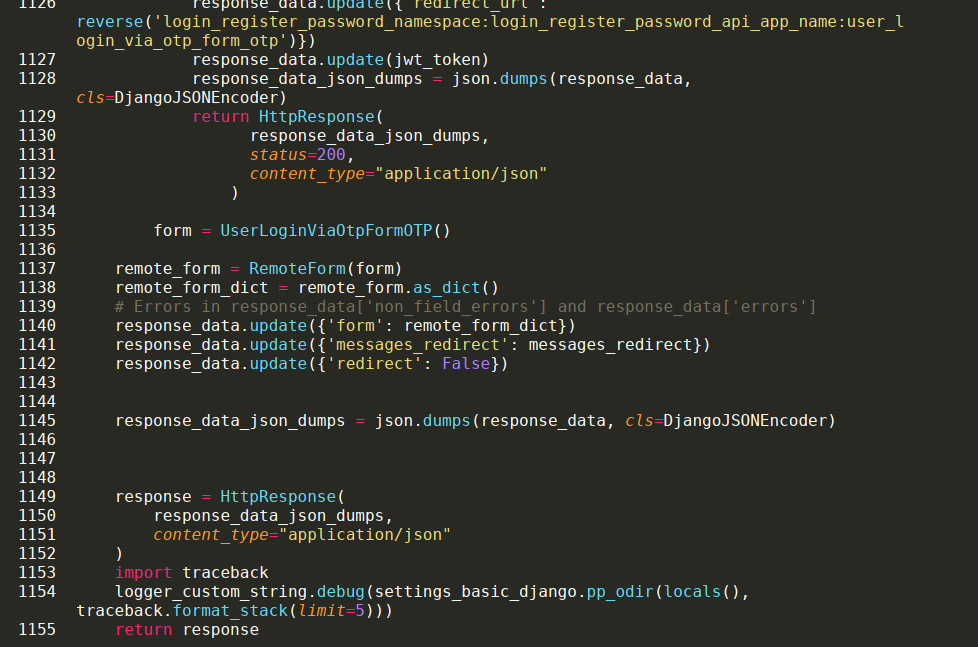 1126 response_data.update({'redirect_url':
reverse('login_register_password_namespace:login_register_password_api_app_name:user_l
ogin_via_otp_form_otp')})
1127 response_data.update(jwt_token)
1128 response_data_json_dumps = json.dumps(response_data,
cls=DjangoJSONEncoder)
1129 return HttpResponse(
1130 response_data_json_dumps,
1131 status=200,
1132 content_type="application/json"
1133 )
1134
1135 form = UserLoginViaOtpFormOTP()
1136
1137 remote_form = RemoteForm(form)
1138 remote_form_dict = remote_form.as_dict()
1139 # Errors in response_data['non_field_errors'] and response_data['errors']
1140 response_data.update({'form': remote_form_dict})
1141 response_data.update({'messages_redirect': messages_redirect})
1142 response_data.update({'redirect': False})
1143
1144
1145 response_data_json_dumps = json.dumps(response_data, cls=DjangoJSONEncoder)
1146
1147
1148
1149 response = HttpResponse(
1150 response_data_json_dumps,
1151 content_type="application/json"
1152 )
1153 import traceback
1154 logger_custom_string.debug(settings_basic_django.pp_odir(locals(),
traceback.format_stack(limit=5)))
1155 return response